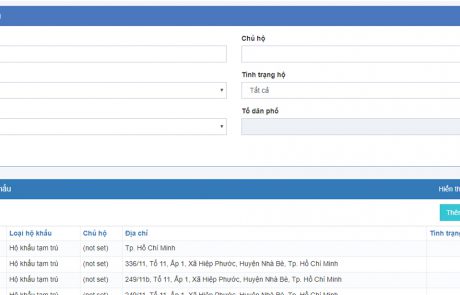 Chủ hộ
Tình trạng hộ
Tất cả
Tổ dân phố
Hiển th
Thê
Loại hộ khẩu Chủ hộ Địa chỉ Tình trạng
Hộ khẩu tạm trú (not set) Tp. Hồ Chí Minh
Hộ khẩu tạm trú (not set) 336/11, Tổ 11, Ấp 1, Xã Hiệp Phước, Huyện Nhà Bè, Tp. Hồ Chí Minh
Hộ khẩu tạm trú (not set) 249/11b, Tổ 11, Ấp 1, Xã Hiệp Phước, Huyện Nhà Bè, Tp. Hồ Chí Minh
Hộ khẩu tạm trú (not set) 249/11, Tổ 11, Ấp 1, Xã Hiệp Phước, Huyện Nhà Bè, Tp. Hồ Chí Minh